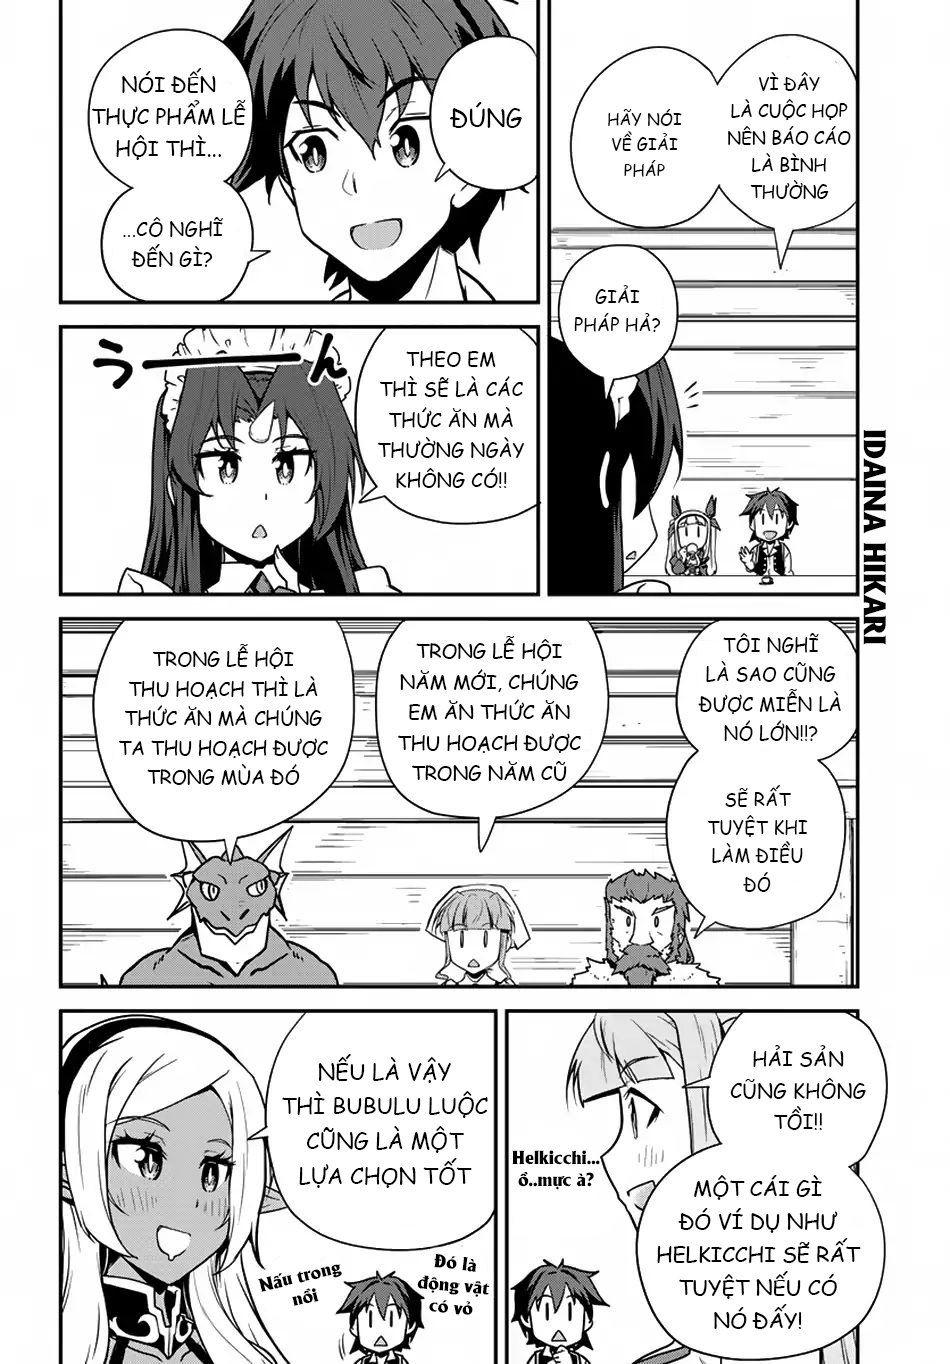 VÌ ĐÂY
LÀ CUỘC HỌP
NÊN BÁO CÁO
LÀ BÌNH
THƯỜNG
HÃY NÓI
VỀ GIẢI
PHÁP
GIẢI
PHÁP HẢ?
ĐÚNG
NÓI ĐẾN
THỰC PHẨM LỄ
HỘI THÌ...
...CÔ NGHĨ
ĐẾN GÌ?
THEO EM
THÌ SẼ LÀ CÁC
THỨC ĂN MÀ
THƯỜNG NGÀY
KHÔNG CÓ!!
うーーん
IDAINA HIKARI
TÔI NGHĨ
LÀ SAO CŨNG
ĐƯỢC MIỄN LÀ
NÓ LỚN!!?
SẼ RẤT
TUYỆT KHI
LÀM ĐIỀU
ĐÓ
TRONG LỄ HỘI
NĂM MỚI, CHÚNG
EM ĂN THỨC ĂN
THU HOẠCH ĐƯỢC
TRONG NĂM CŨ
TRONG LỄ HỘI
THU HOẠCH THÌ LÀ
THỨC ĂN MÀ CHÚNG
TA THU HOẠCH ĐƯỢC
TRONG MÙA ĐÓ
HẢI SẢN
CŨNG KHÔNG
TỒI!!
MỘT CÁI GÌ
ĐÓ VÍ DỤ NHƯ
HELKICCHI SẼ RẤT
TUYỆT NẾU CÓ
NÓ ĐẤY!
Helkicchi...
ồ..mực à?
NẾU LÀ VẬY
THÌ BUBULU LUỘC
CŨNG LÀ MỘT
LỰA CHỌN TỐT
Đó là
động vật
có vỏ
Nấu trong
nồi